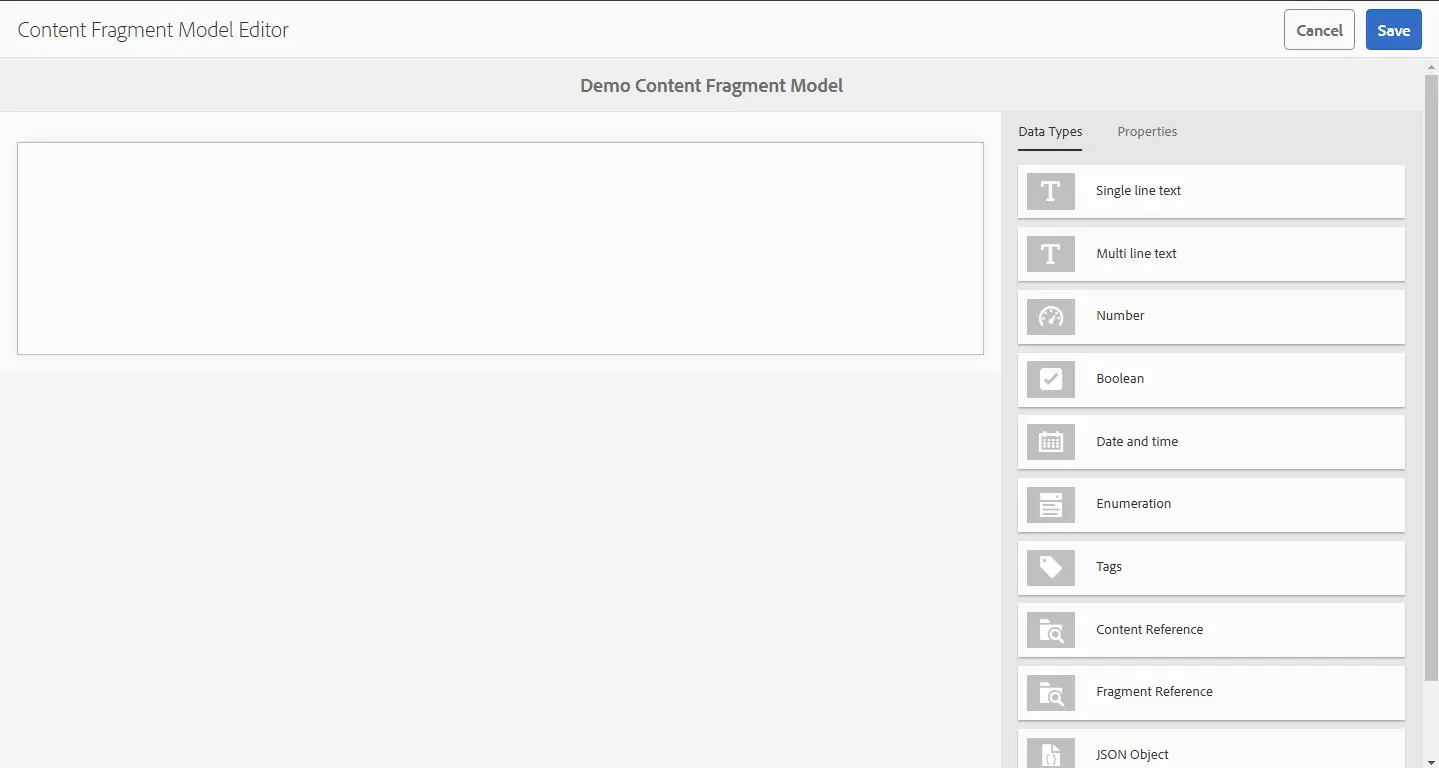 Content Fragment Model Editor
Cancel
Save
Demo Content Fragment Model
Data Types
Properties
Single line text
Multi line text
Number
Boolean
Date and time
Enumeration
Tags
Content Reference
Fragment Reference
JSON Object